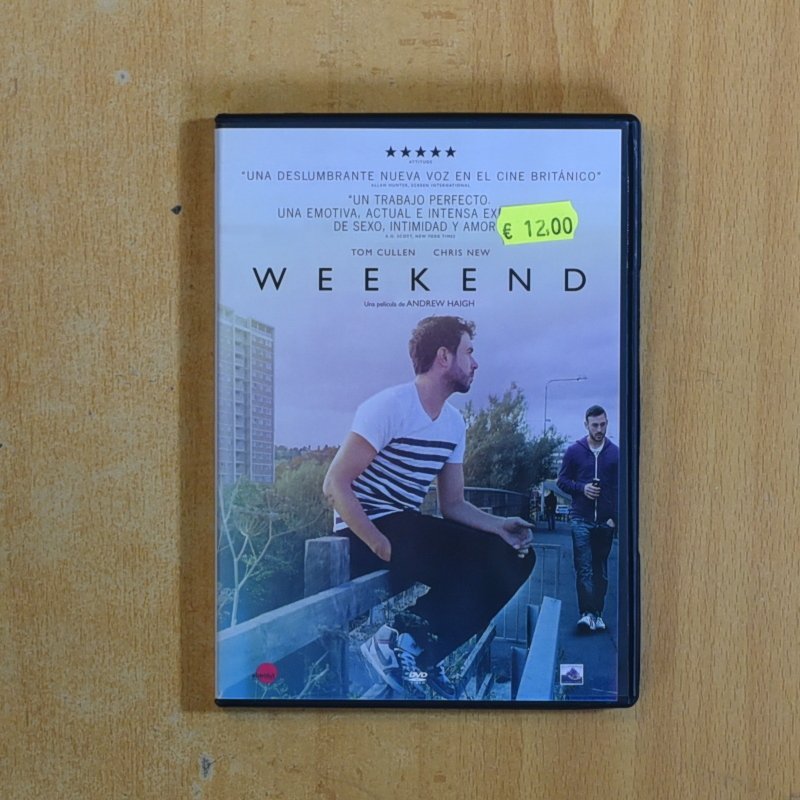 ★★★★★
ATTITUDE
"UNA DESLUMBRANTE NUEVA VOZ EN EL CINE BRITÁNICO"
ALLAN HUNTER, SCREEN INTERNATIONAL
"UN TRABAJO PERFECTO.
UNA EMOTIVA, ACTUAL E INTENSA
€ 12,00
DE SEXO, INTIMIDAD Y AMOR
A.O. SCOTT, NEW YORK TIMES
TOM CULLEN CHRIS NEW
WEEKEND
Una película de ANDREW HAIGH
DVD